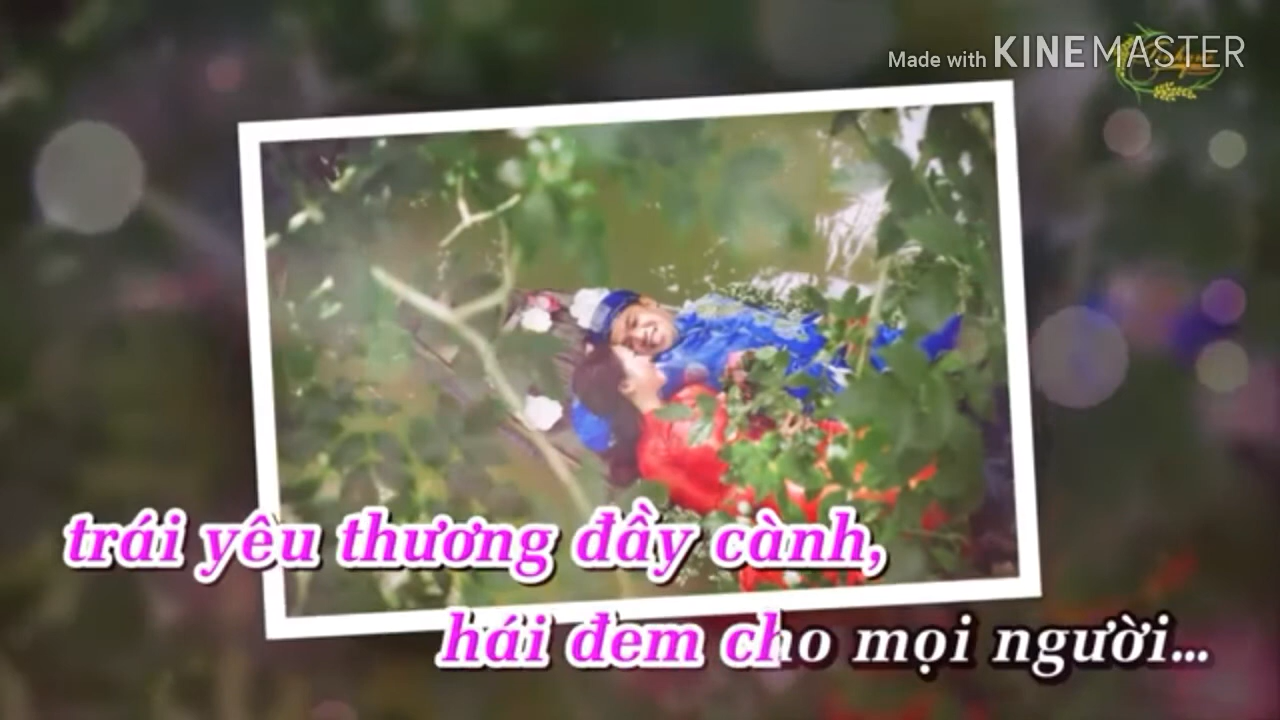 Made with KINEMASTER
trái yêu thương đầy cành,
hái đem cho mọi người...